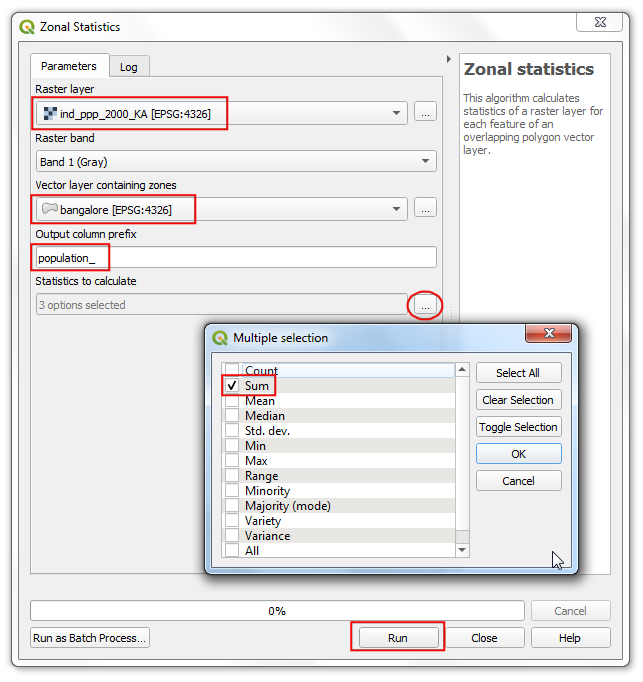 Zonal Statistics
Parameters
Log
Raster layer
ind_ppp_2000_KA [EPSG:4326]
...
Raster band
Band 1 (Gray)
Vector layer containing zones
bangalore [EPSG:4326]
...
Output column prefix
population_
Statistics to calculate
3 options selected
...
Zonal statistics
This algorithm calculates
statistics of a raster layer for
each feature of an
overlapping polygon vector
layer.
Multiple selection
Count
Sum
Mean
Median
Std. dev.
Min
Max
Range
Minority
Majority (mode)
Variety
Variance
All
Select All
Clear Selection
Toggle Selection
OK
Cancel
0%
Cancel
Run as Batch Process...
Run
Close
Help